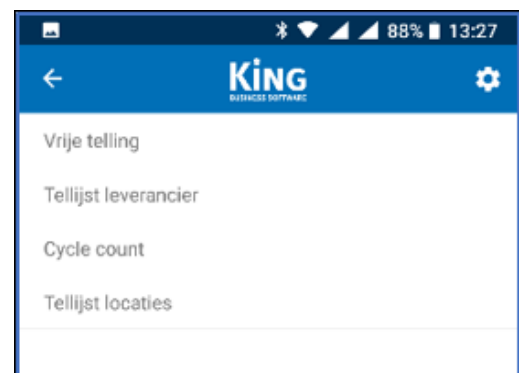 88% 13:27
KING
BUSINESS SOFTWARE
Vrije telling
Tellijst leverancier
Cycle count
Tellijst locaties